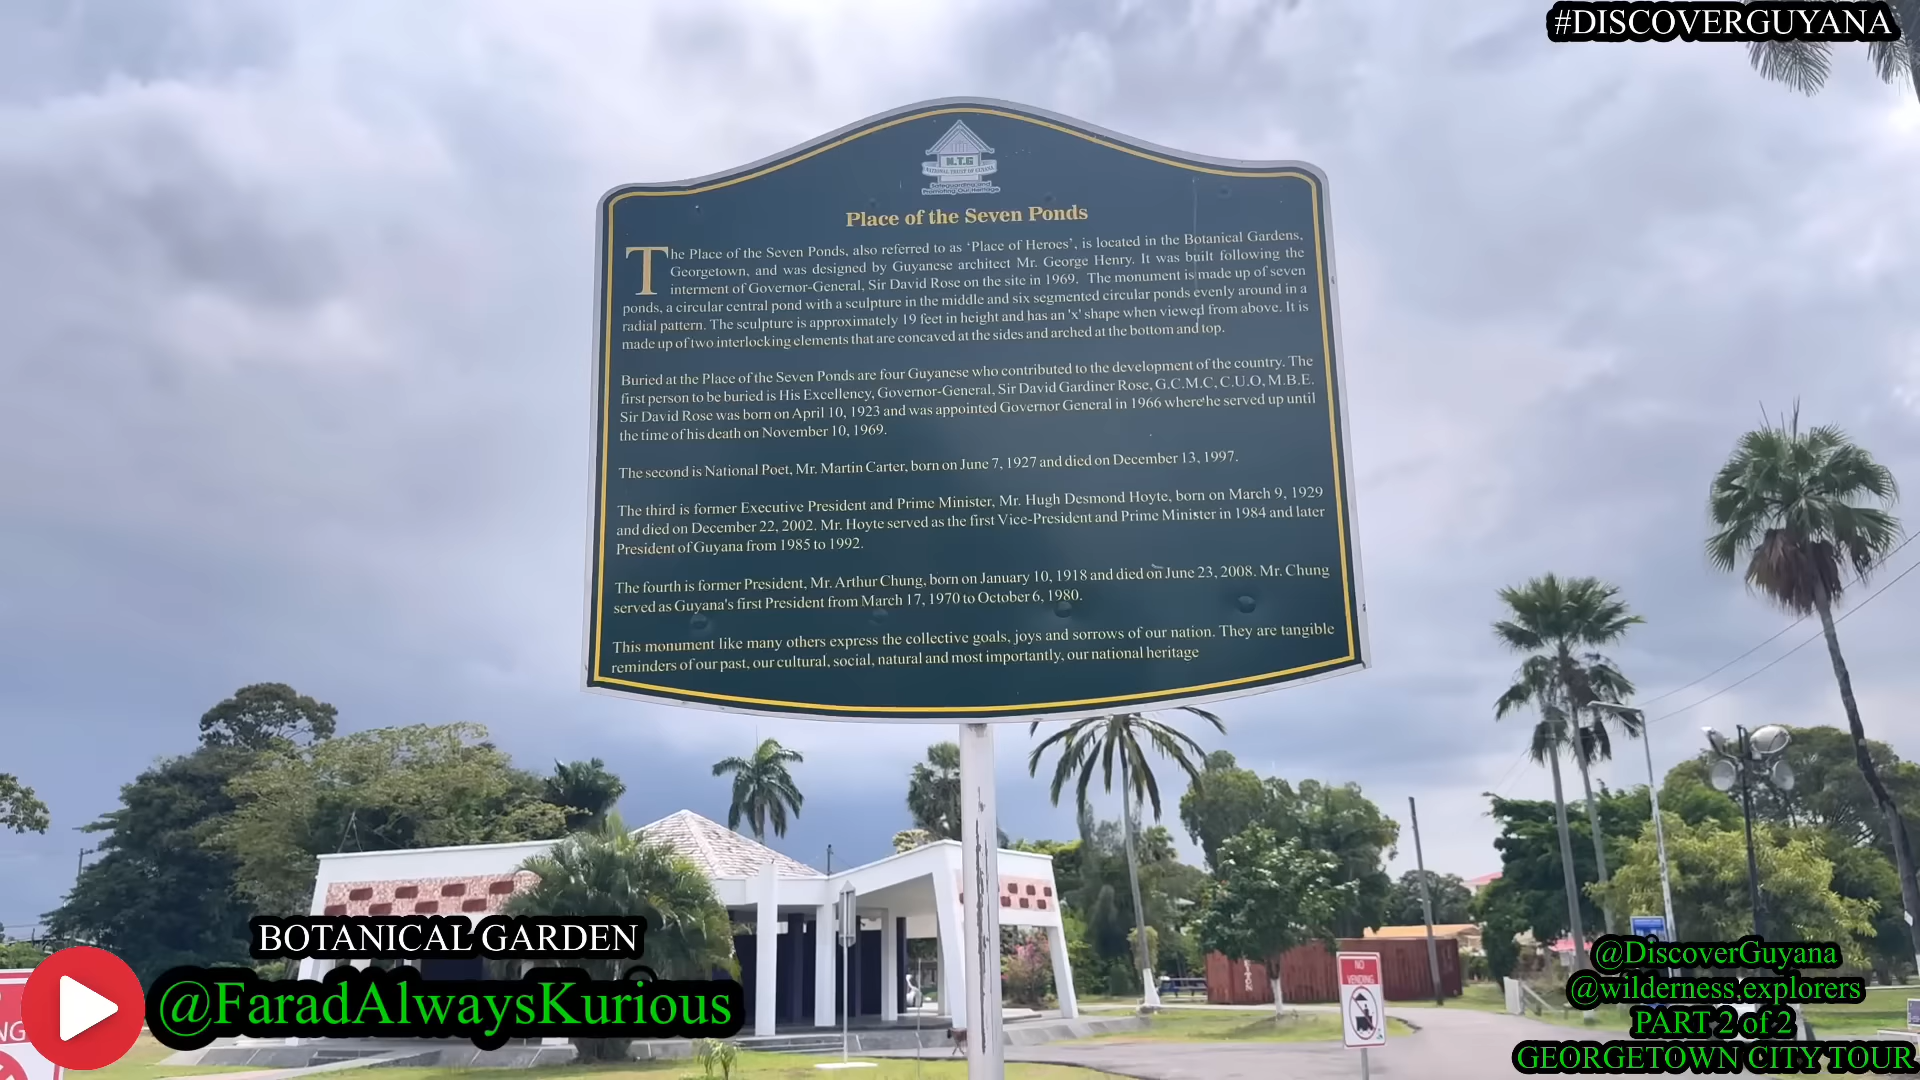 #DISCOVERGUYANA
N.T.G
NATIONAL TRUST OF GUYANA
Safeguarding and
Promoting Our Heritage
Place of the Seven Ponds
The Place of the Seven Ponds, also referred to as 'Place of Heroes', is located in the Botanical Gardens,
Georgetown, and was designed by Guyanese architect Mr. George Henry. It was built following the
interment of Governor-General, Sir David Rose on the site in 1969. The monument is made up of seven
ponds, a circular central pond with a sculpture in the middle and six segmented circular ponds evenly around in a
radial pattern. The sculpture is approximately 19 feet in height and has an 'x' shape when viewed from above. It is
made up of two interlocking elements that are concaved at the sides and arched at the bottom and top.
Buried at the Place of the Seven Ponds are four Guyanese who contributed to the development of the country. The
first person to be buried is His Excellency, Governor-General, Sir David Gardiner Rose, G.C.M.C, C.U.O, M.B.E.
Sir David Rose was born on April 10, 1923 and was appointed Governor General in 1966 where he served up until
the time of his death on November 10, 1969.
The second is National Poet, Mr. Martin Carter, born on June 7, 1927 and died on December 13, 1997.
The third is former Executive President and Prime Minister, Mr. Hugh Desmond Hoyte, born on March 9, 1929
and died on December 22, 2002. Mr. Hoyte served as the first Vice-President and Prime Minister in 1984 and later
President of Guyana from 1985 to 1992.
The fourth is former President, Mr. Arthur Chung, born on January 10, 1918 and died on June 23, 2008. Mr. Chung
served as Guyana's first President from March 17, 1970 to October 6, 1980.
This monument like many others express the collective goals, joys and sorrows of our nation. They are tangible
reminders of our past, our cultural, social, natural and most importantly, our national heritage
BOTANICAL GARDEN
@FaradAlwaysKurious
NO
VENDING
@DiscoverGuyana
@wilderness.explorers
PART 2 of 2
GEORGETOWN CITY TOUR